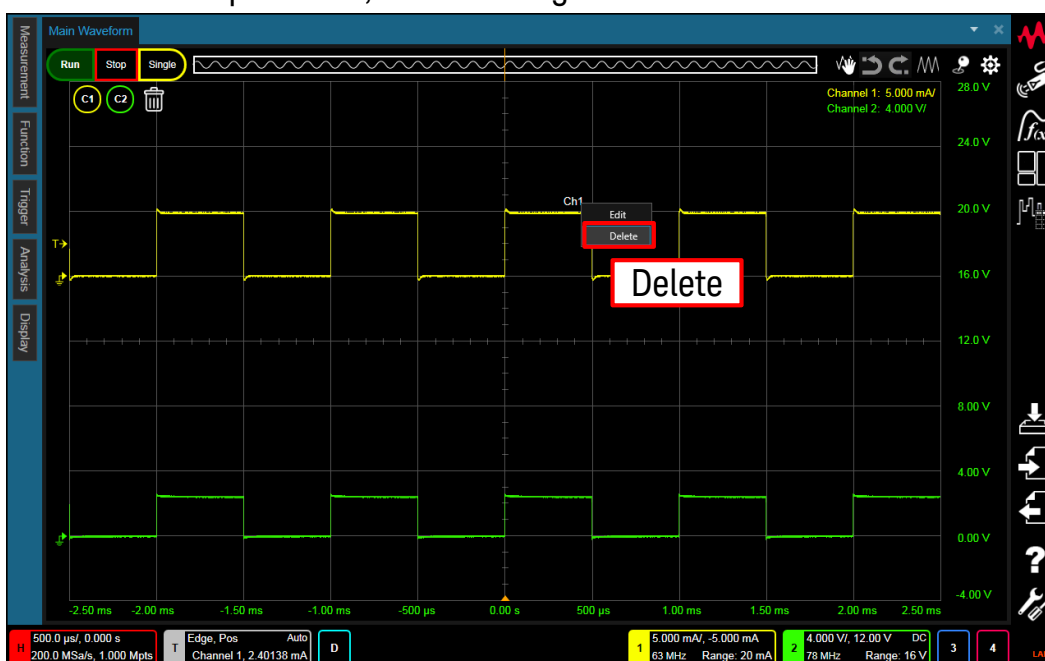 Main Waveform
Measurement
Function
Trigger
Analysis
Display
Run
Stop
Single
C1
C2
Channel 1: 5.000 mA/
Channel 2: 4.000 V/
28.0 V
24.0 V
20.0 V
16.0 V
12.0 V
8.00 V
4.00 V
0.00 V
-4.00 V
Ch1
Edit
Delete
Delete
T
-2.50 ms
-2.00 ms
-1.50 ms
-1.00 ms
-500 µs
0.00 s
500 µs
1.00 ms
1.50 ms
2.00 ms
2.50 ms
H
500.0 µs/, 0.000 s
200.0 MSa/s, 1.000 Mpts
T
Edge, Pos Auto
Channel 1, 2.40138 mA
D
1
5.000 mA/, -5.000 mA
63 MHz Range: 20 mA
2
4.000 V/, 12.00 V DC
78 MHz Range: 16 V
3
4
?